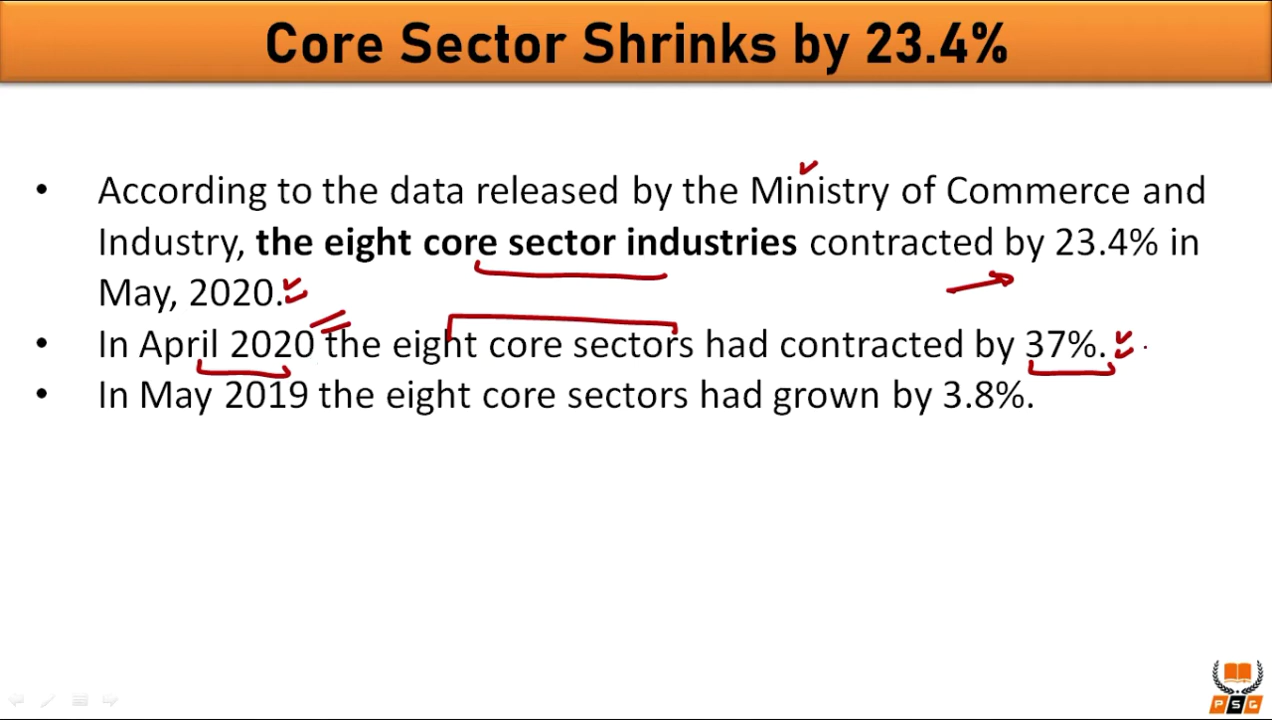 Core Sector Shrinks by 23.4%
• According to the data released by the Ministry of Commerce and
Industry, the eight core sector industries contracted by 23.4% in
May, 2020.
• In April 2020 the eight core sectors had contracted by 37%.
• In May 2019 the eight core sectors had grown by 3.8%.
PSG